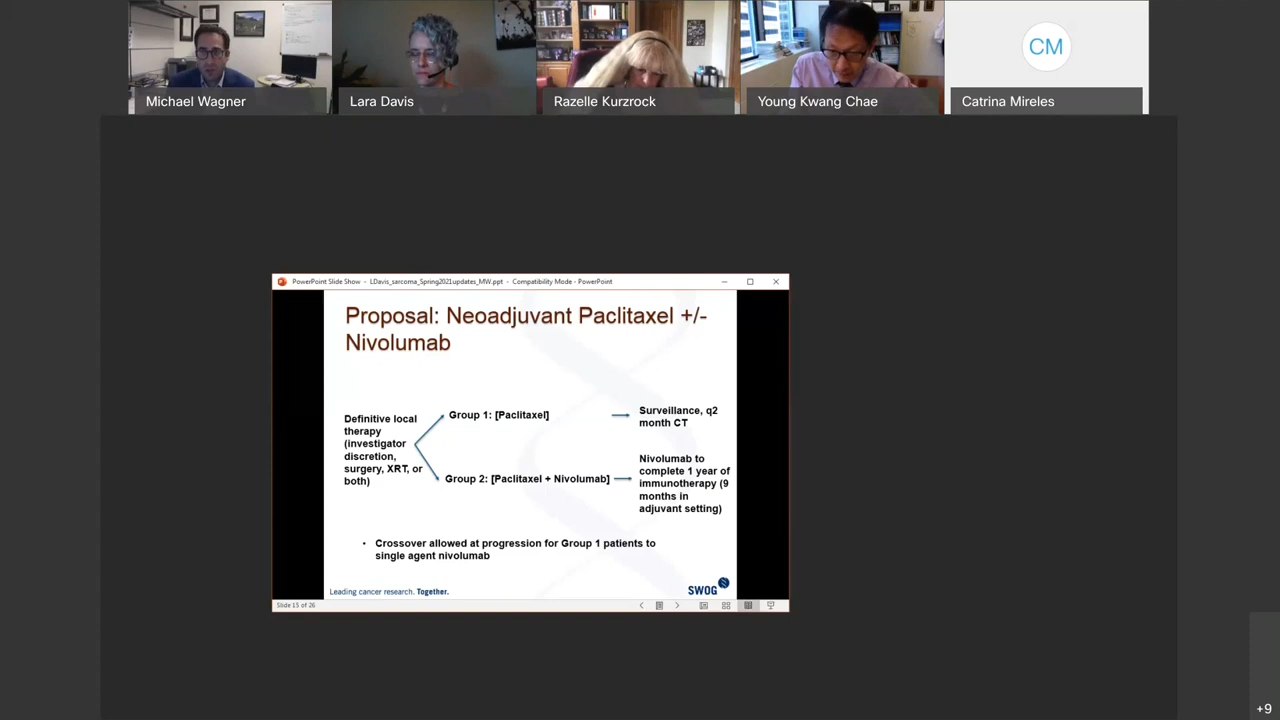 Michael Wagner
Lara Davis
Razelle Kurzrock
Young Kwang Chae
CM
Catrina Mireles
PowerPoint Slide Show - LDavis_sarcoma_Spring2021updates_MW.ppt - Compatibility Mode - PowerPoint
Proposal: Neoadjuvant Paclitaxel +/-
Nivolumab
Definitive local
therapy
(investigator
discretion,
surgery, XRT, or
both)
Group 1: [Paclitaxel]
Surveillance, q2
month CT
Group 2: [Paclitaxel + Nivolumab]
Nivolumab to
complete 1 year of
immunotherapy (9
months in
adjuvant setting)
• Crossover allowed at progression for Group 1 patients to
single agent nivolumab
Leading cancer research. Together.
SWOG
Slide 15 of 26
+9